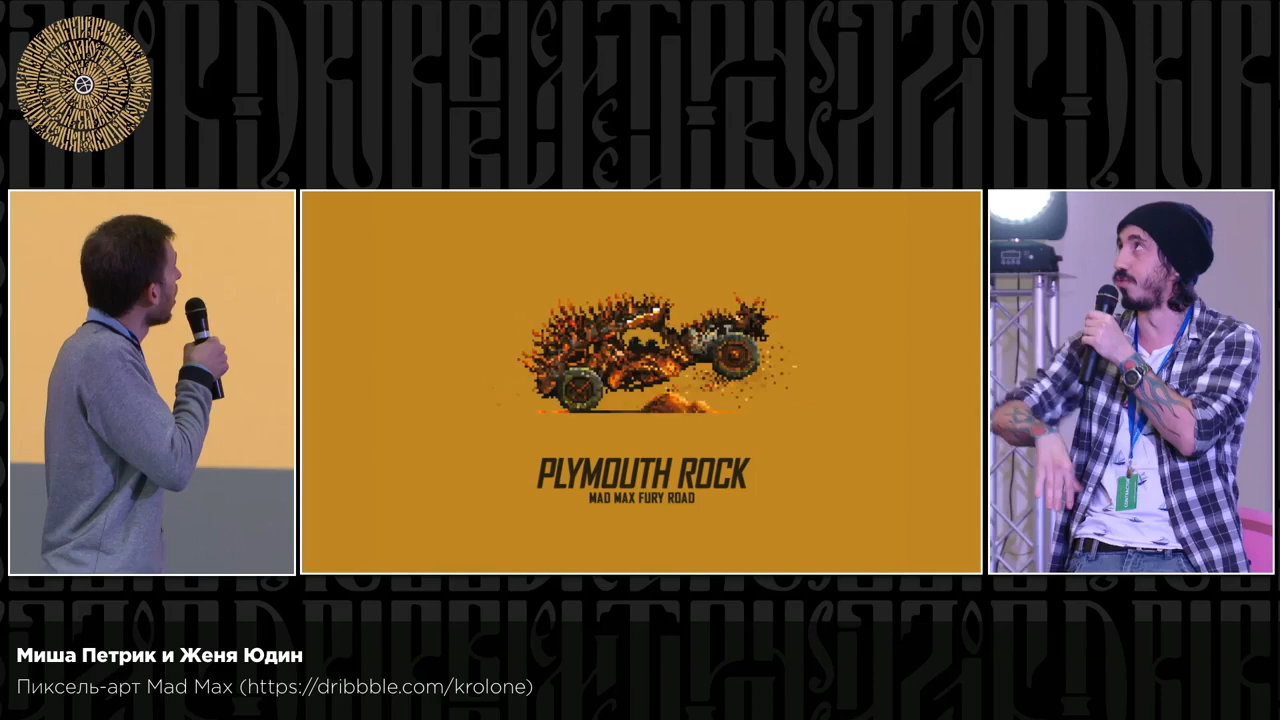 PLYMOUTH ROCK
MAD MAX FURY ROAD
Миша Петрик и Женя Юдин
Пиксель-арт Mad Max (https://dribbble.com/krolone)